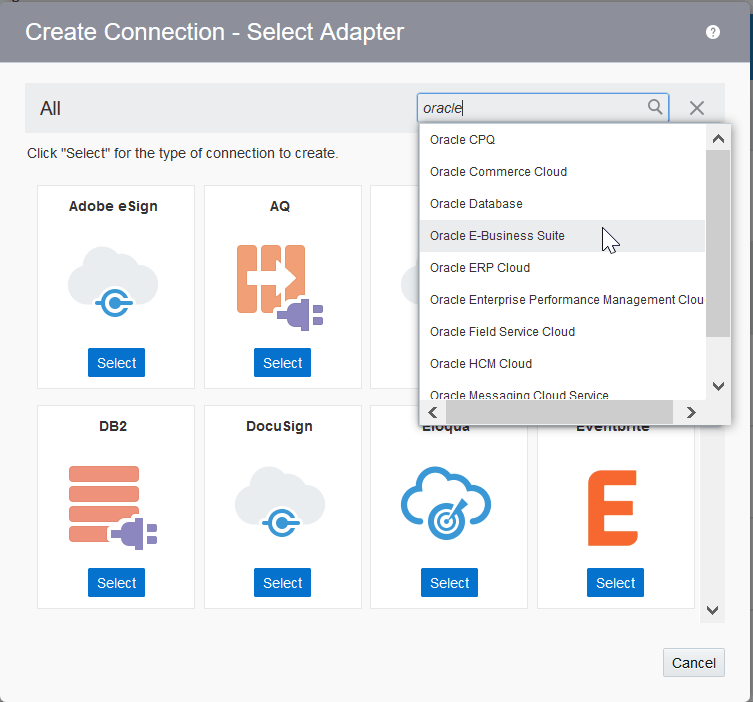 Create Connection - Select Adapter
?
All
oracle
Click "Select" for the type of connection to create.
Oracle CPQ
Oracle Commerce Cloud
Oracle Database
Oracle E-Business Suite
Oracle ERP Cloud
Oracle Enterprise Performance Management Clou
Oracle Field Service Cloud
Oracle HCM Cloud
Oracle Messaging Cloud Service
Adobe eSign
AQ
Select
Select
DB2
DocuSign
Eloqua
Eventbrite
E
Select
Select
Select
Select
Cancel